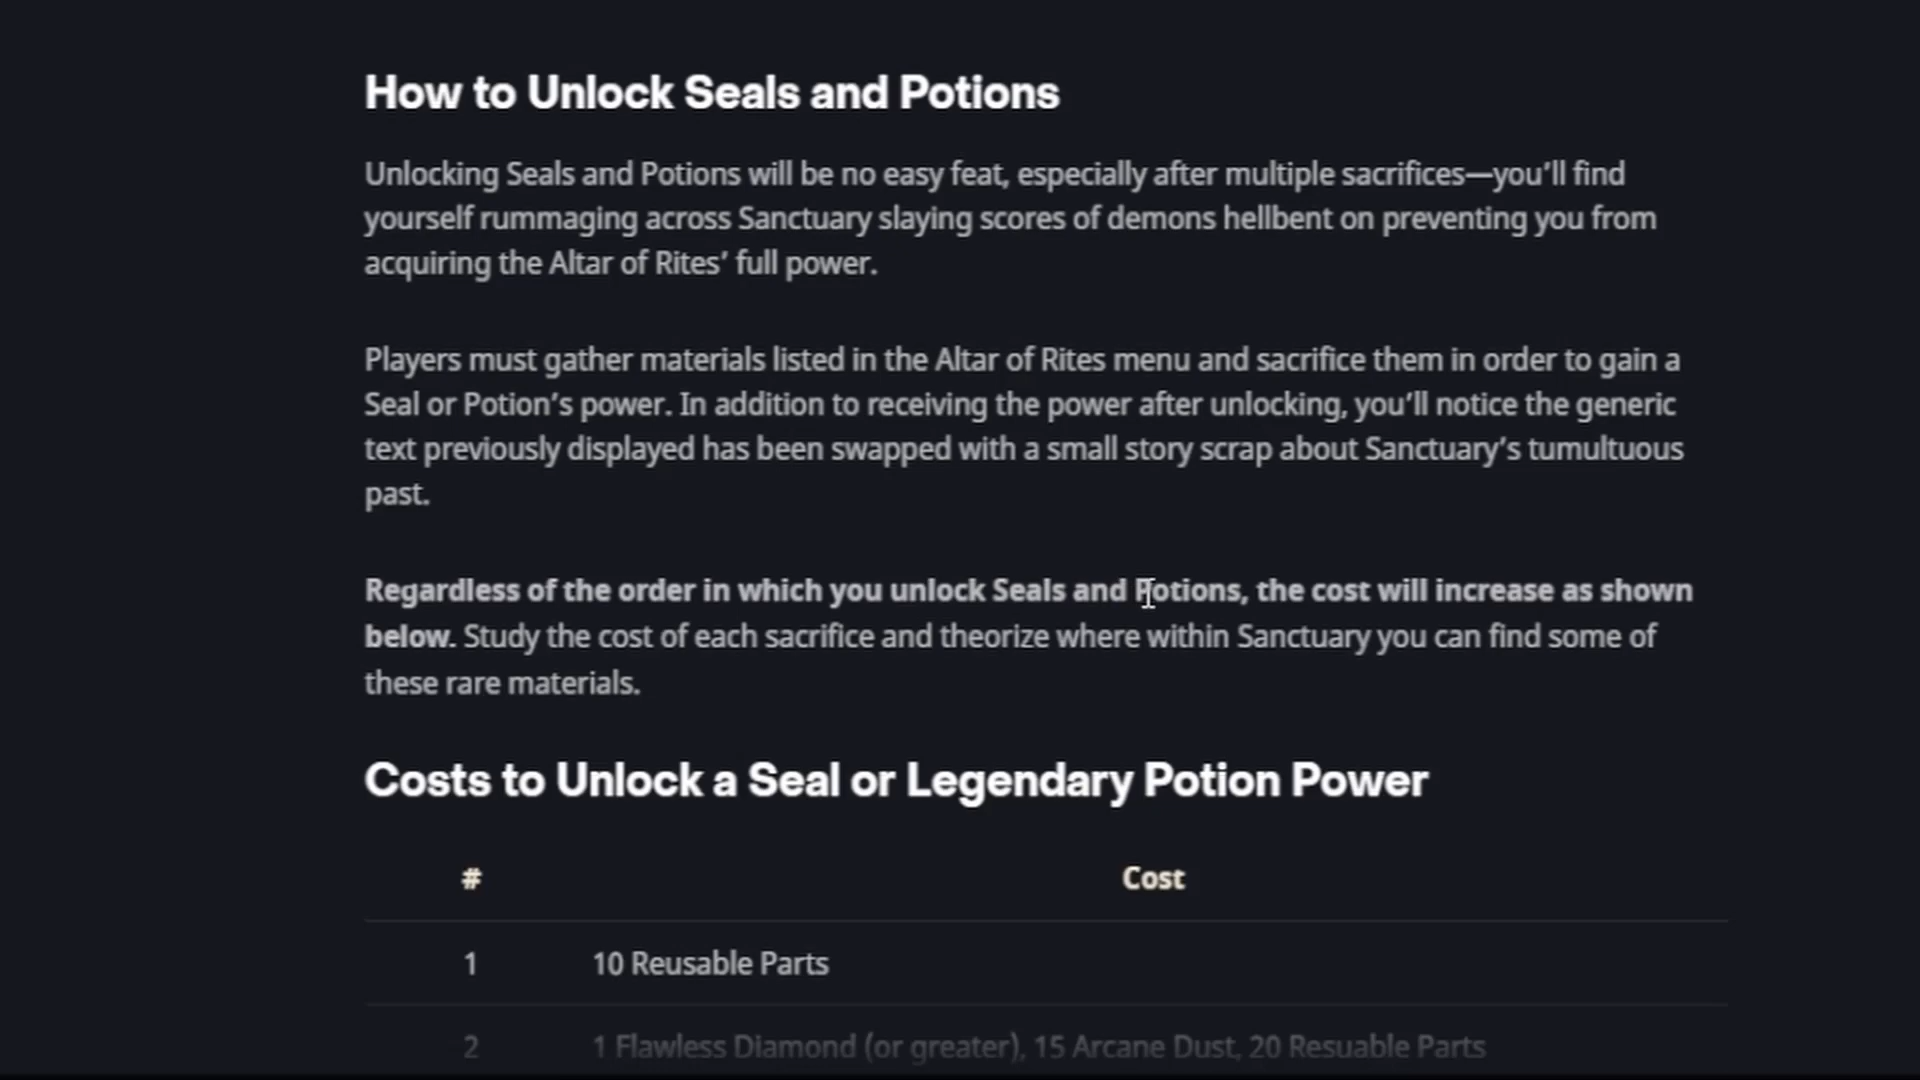 How to Unlock Seals and Potions
Unlocking Seals and Potions will be no easy feat, especially after multiple sacrifices—you’ll find
yourself rummaging across Sanctuary slaying scores of demons hellbent on preventing you from
acquiring the Altar of Rites’ full power.
Players must gather materials listed in the Altar of Rites menu and sacrifice them in order to gain a
Seal or Potion’s power. In addition to receiving the power after unlocking, you’ll notice the generic
text previously displayed has been swapped with a small story scrap about Sanctuary’s tumultuous
past.
Regardless of the order in which you unlock Seals and Potions, the cost will increase as shown
below. Study the cost of each sacrifice and theorize where within Sanctuary you can find some of
these rare materials.
Costs to Unlock a Seal or Legendary Potion Power
# Cost
1 10 Reusable Parts
2 1 Flawless Diamond (or greater), 15 Arcane Dust, 20 Resuable Parts